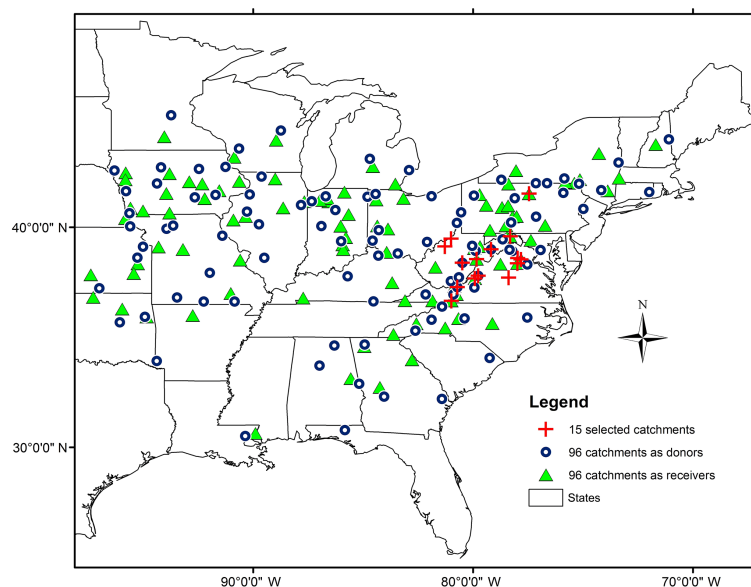 40°0'0" N
30°0'0" N
90°0'0" W
80°0'0" W
70°0'0" W
N
Legend
15 selected catchments
96 catchments as donors
96 catchments as receivers
States